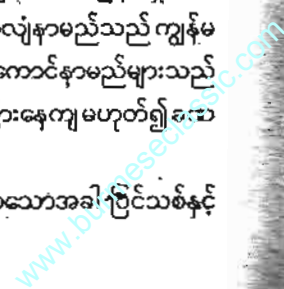 လျံနာမည်သည် ကျွန်မ
ကောင်နာမည်များသည်
းနေကျ မဟုတ်၍
သောအခါ ပြင်သစ်နှင့်
www.burmeseclassic.com